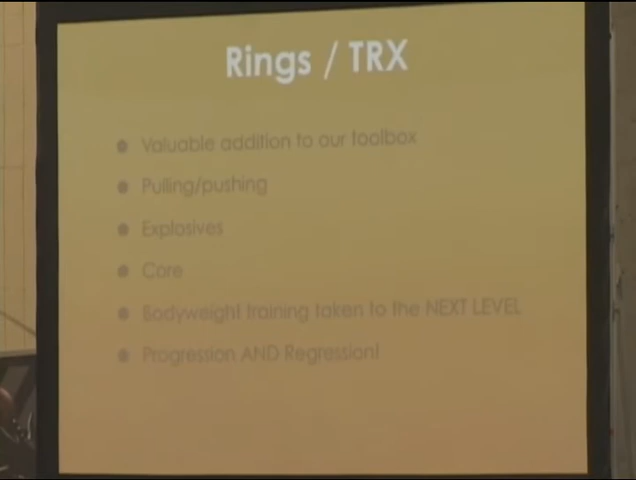 Rings / TRX
Valuable addition to our toolbox
Pulling/pushing
Explosives
Core
Bodyweight training taken to the NEXT LEVEL
Progression AND Regression!